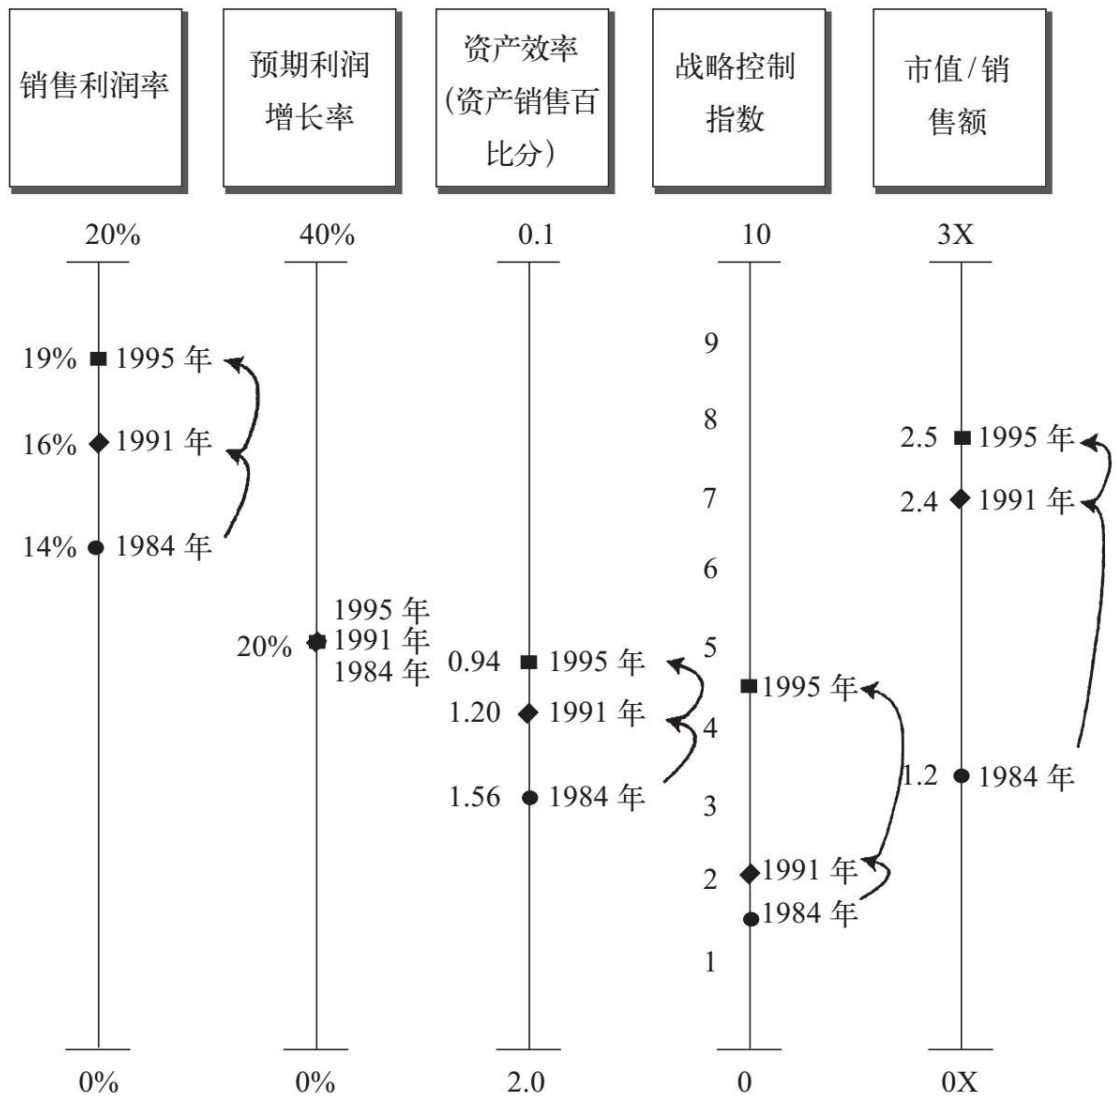 销售利润率
预期利润
增长率
资产效率
(资产销售百
比分)
战略控制
指数
市值/销
售额
20%
19% 1995 年
16% 1991 年
14% 1984 年
0%
40%
1995 年
20% 1991 年
1984 年
0%
0.1
0.94 1995 年
1.20 1991 年
1.56 1984 年
2.0
10
9
8
7
6
5
1995 年
4
3
2 1991 年
1984 年
1
0
3X
2.5 1995 年
2.4 1991 年
1.2 1984 年
0X